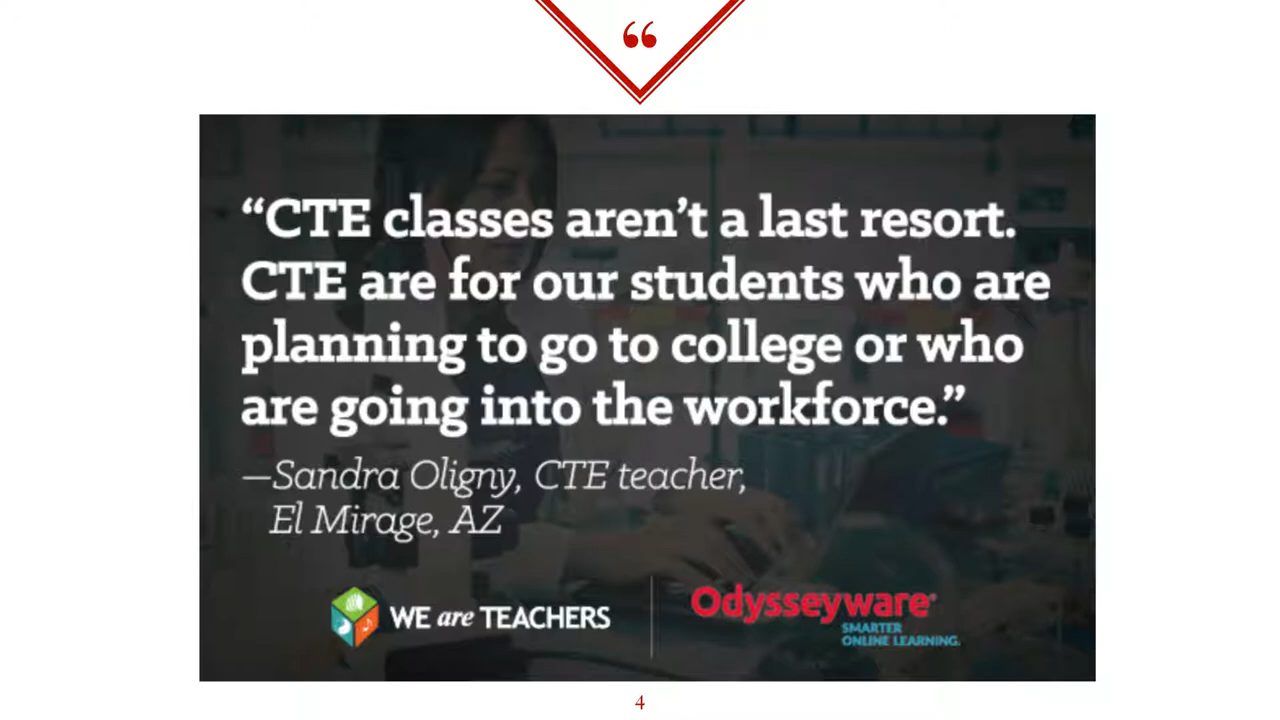 “
“CTE classes aren’t a last resort.
CTE are for our students who are
planning to go to college or who
are going into the workforce.”
—Sandra Oligny, CTE teacher,
El Mirage, AZ
WE are TEACHERS
Odysseyware®
SMARTER
ONLINE LEARNING.
4